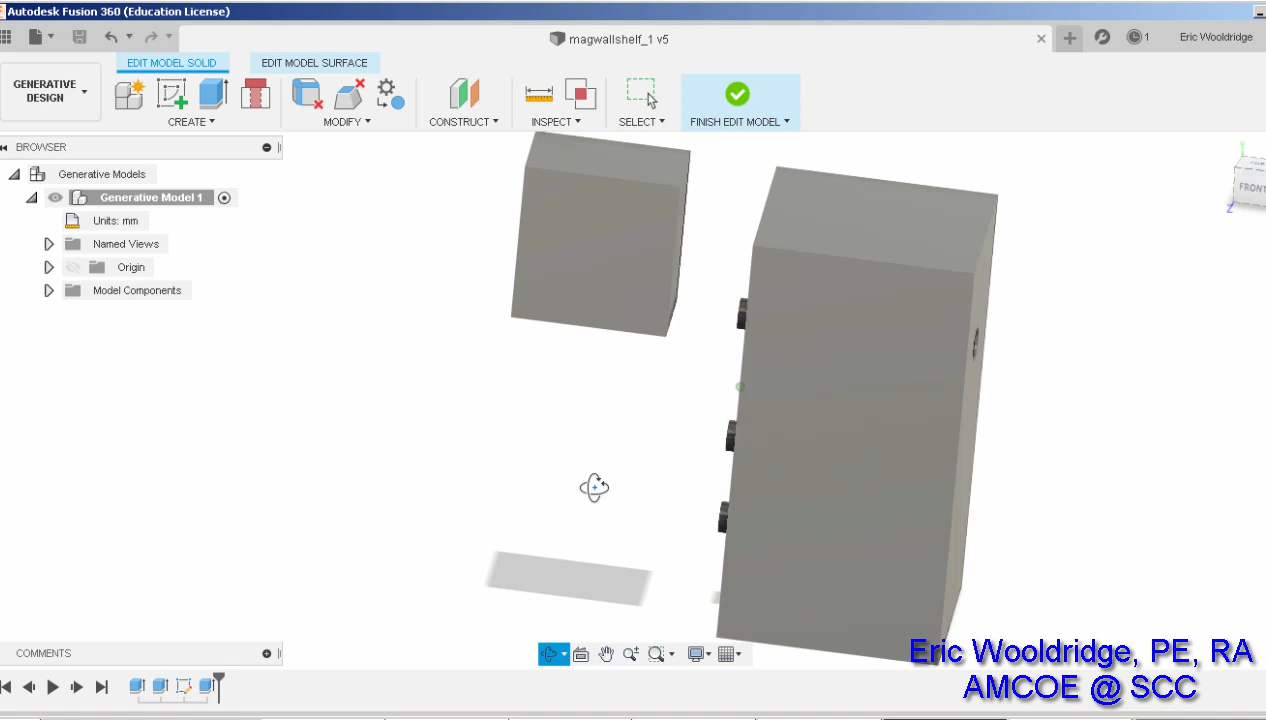 Autodesk Fusion 360 (Education License)
magwallshelf_1 v5
1
Eric Wooldridge
GENERATIVE
DESIGN
EDIT MODEL SOLID
EDIT MODEL SURFACE
CREATE
MODIFY
CONSTRUCT
INSPECT
SELECT
FINISH EDIT MODEL
BROWSER
Generative Models
Generative Model 1
Units: mm
Named Views
Origin
Model Components
Y
FRONT
Z
COMMENTS
Eric Wooldridge, PE, RA
AMCOE @ SCC